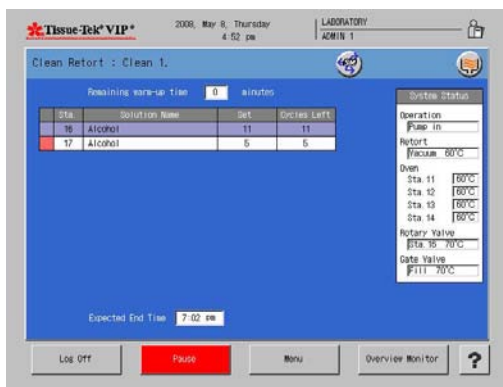 Tissue-Tek® VIP®
2008, May 8, Thursday
4:52 pm
LABORATORY
ADMIN 1
Clean Retort : Clean 1.
Remaining warm-up time 0 minutes
Sta. Solution Name Set Cycles Left
16 Alcohol 11 11
17 Alcohol 5 5
Expected End Time 7:02 pm
System Status
Operation
Pump in
Retort
Vacuum 60°C
Oven
Sta. 11 60°C
Sta. 12 60°C
Sta. 13 60°C
Sta. 14 60°C
Rotary Valve
Sta. 16 70°C
Gate Valve
Fill 70°C
Log Off
Pause
Menu
Overview Monitor
?